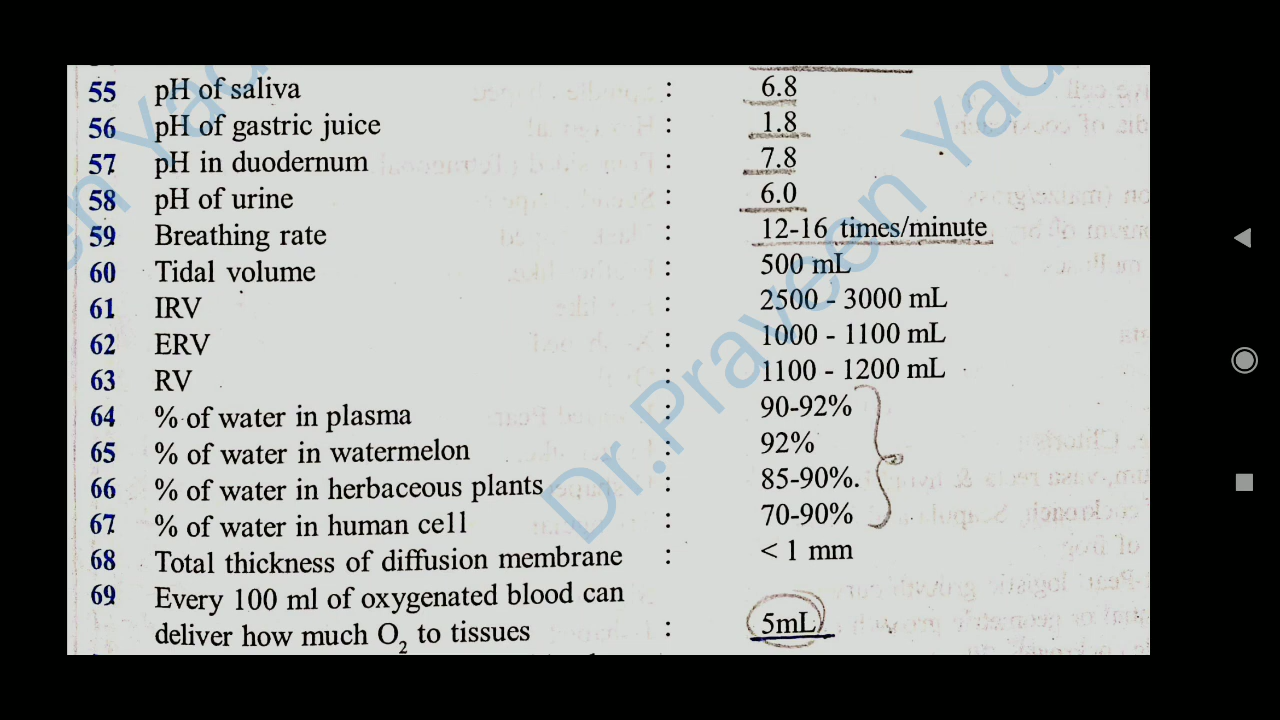 55 pH of saliva : 6.8
56 pH of gastric juice : 1.8
57 pH in duodernum : 7.8
58 pH of urine : 6.0
59 Breathing rate : 12-16 times/minute
60 Tidal volume : 500 mL
61 IRV : 2500 - 3000 mL
62 ERV : 1000 - 1100 mL
63 RV : 1100 - 1200 mL
64 % of water in plasma : 90-92%
65 % of water in watermelon : 92%
66 % of water in herbaceous plants : 85-90%.
67 % of water in human cell : 70-90%
68 Total thickness of diffusion membrane : < 1 mm
69 Every 100 ml of oxygenated blood can
deliver how much O₂ to tissues : 5mL
Dr.Praveen Yad
en Yad